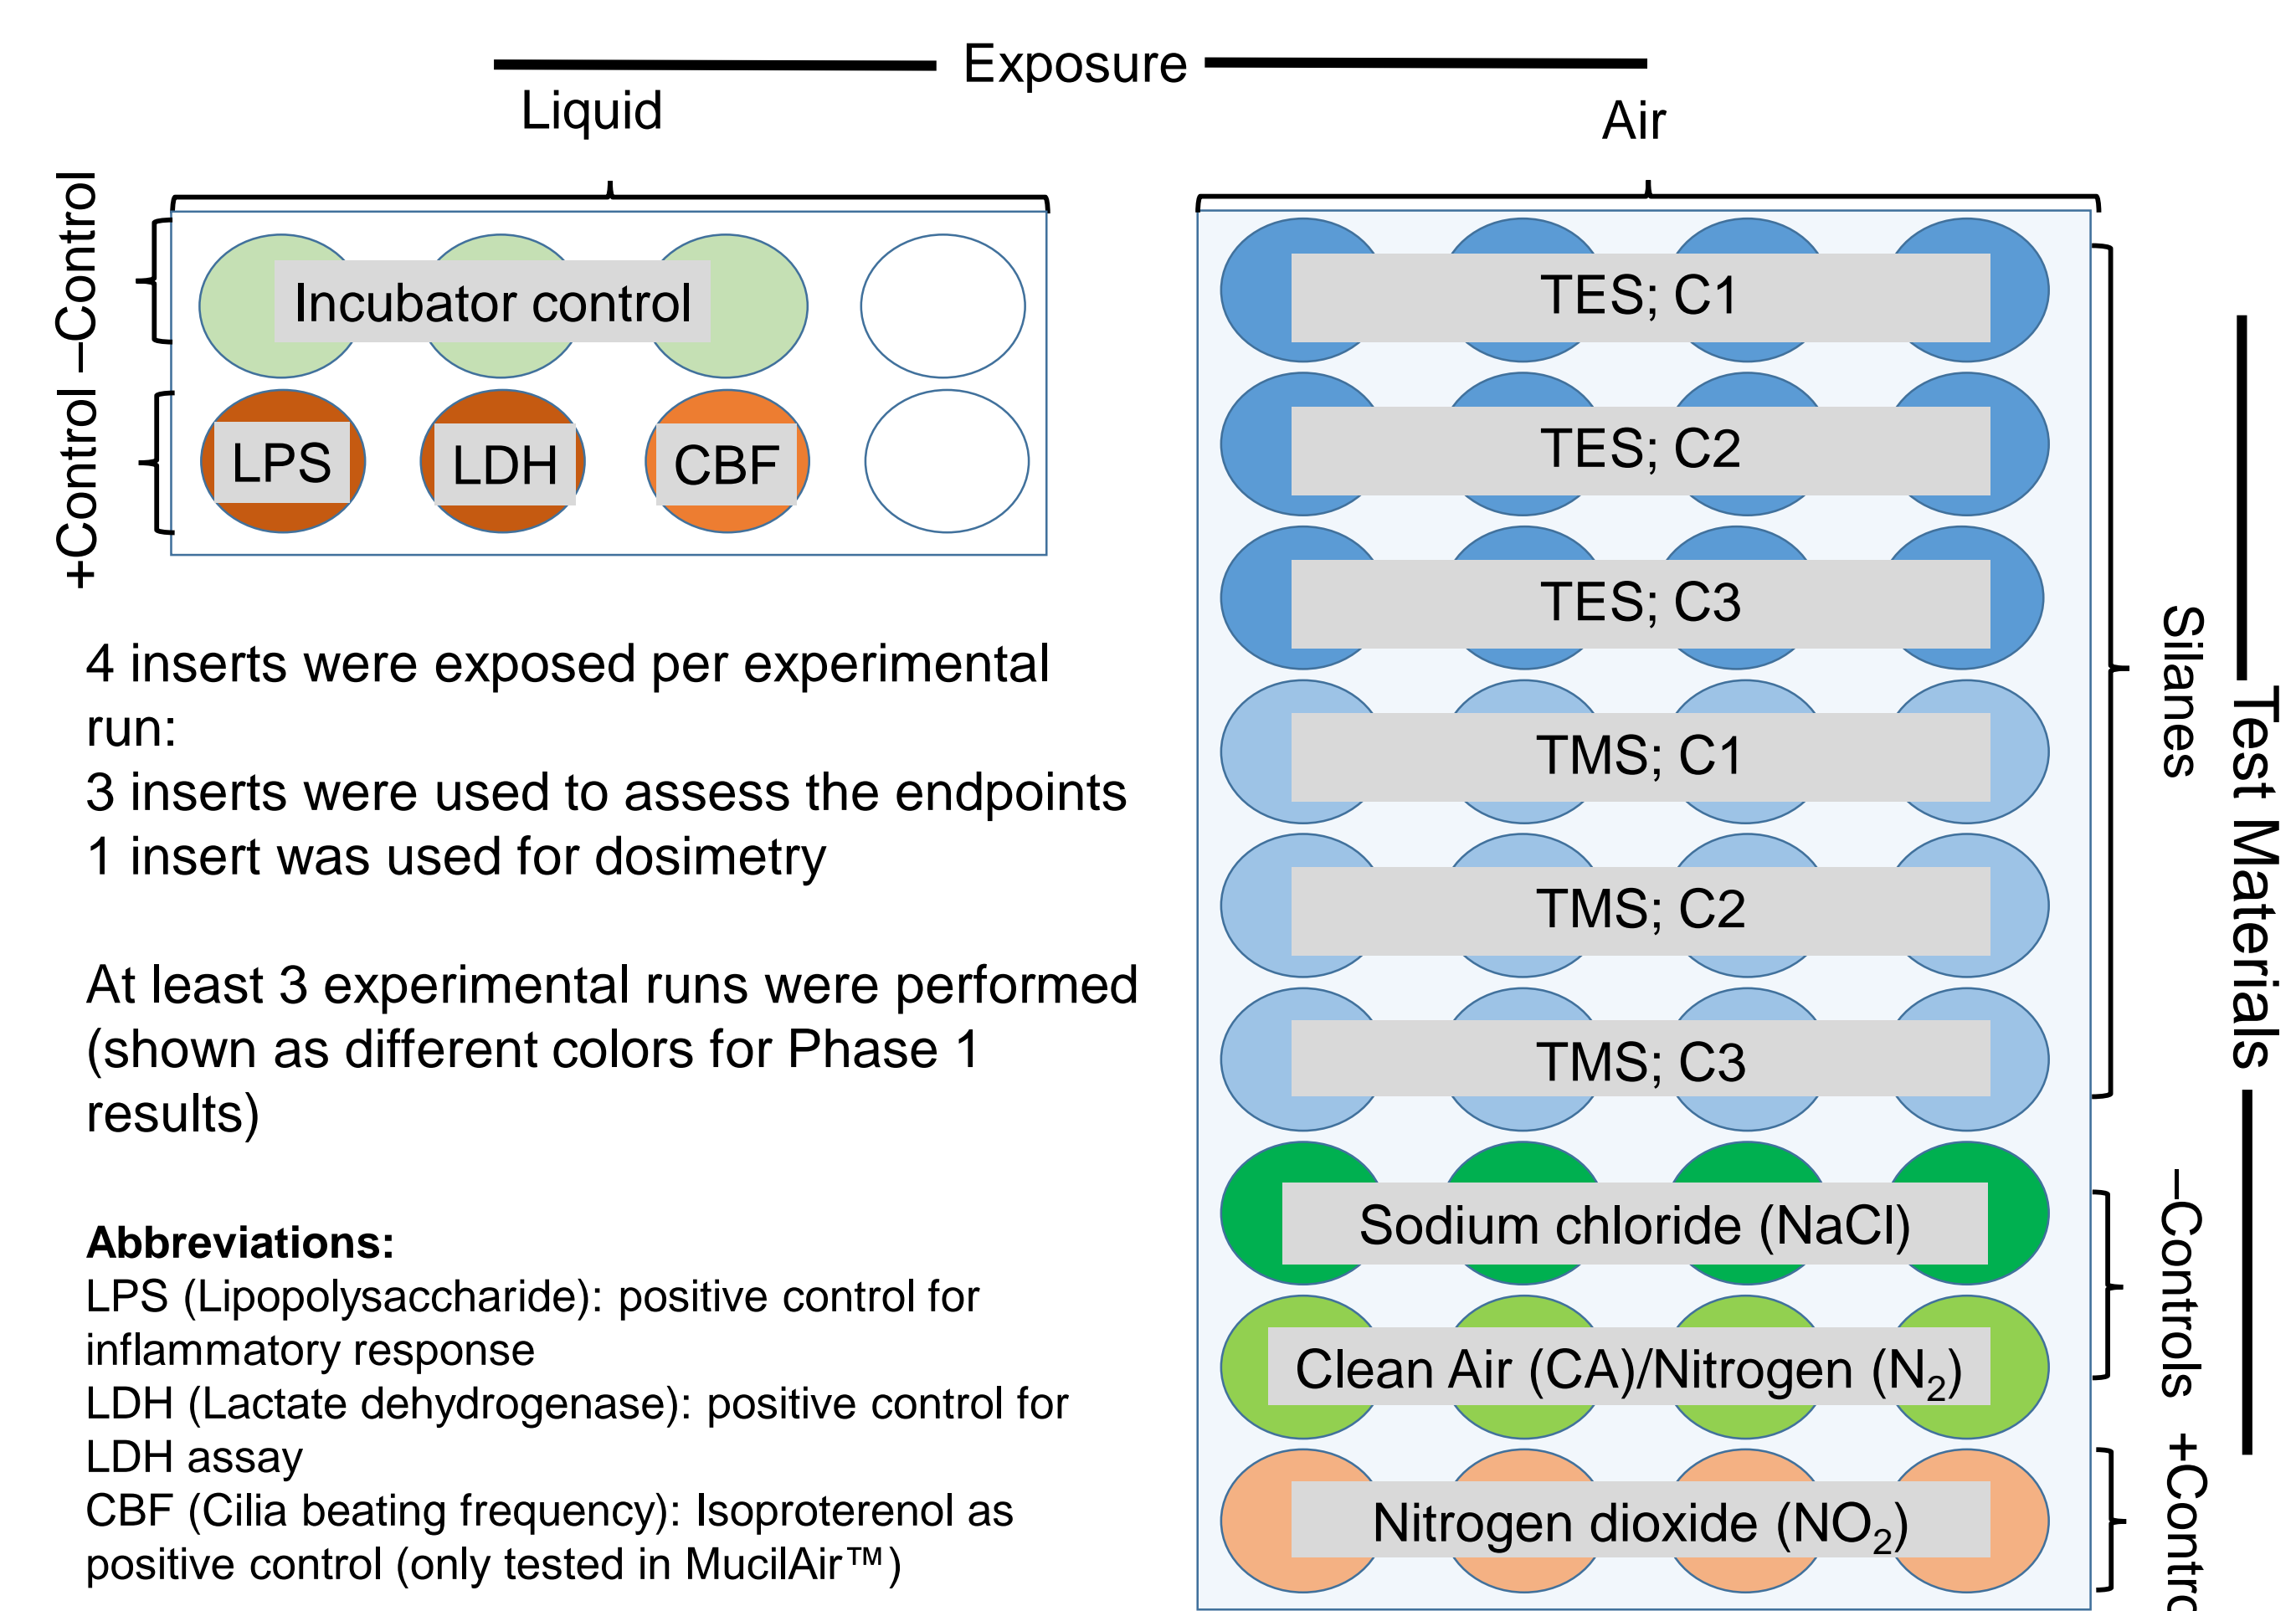 Exposure
Liquid
Air
–Control
+Control
Incubator control
LPS
LDH
CBF
4 inserts were exposed per experimental
run:
3 inserts were used to assess the endpoints
1 insert was used for dosimetry
At least 3 experimental runs were performed
(shown as different colors for Phase 1
results)
Abbreviations:
LPS (Lipopolysaccharide): positive control for
inflammatory response
LDH (Lactate dehydrogenase): positive control for
LDH assay
CBF (Cilia beating frequency): Isoproterenol as
positive control (only tested in MucilAir™)
TES; C1
TES; C2
TES; C3
TMS; C1
TMS; C2
TMS; C3
Sodium chloride (NaCl)
Clean Air (CA)/Nitrogen (N₂)
Nitrogen dioxide (NO₂)
Silanes
–Controls
+Contro
Test Materials